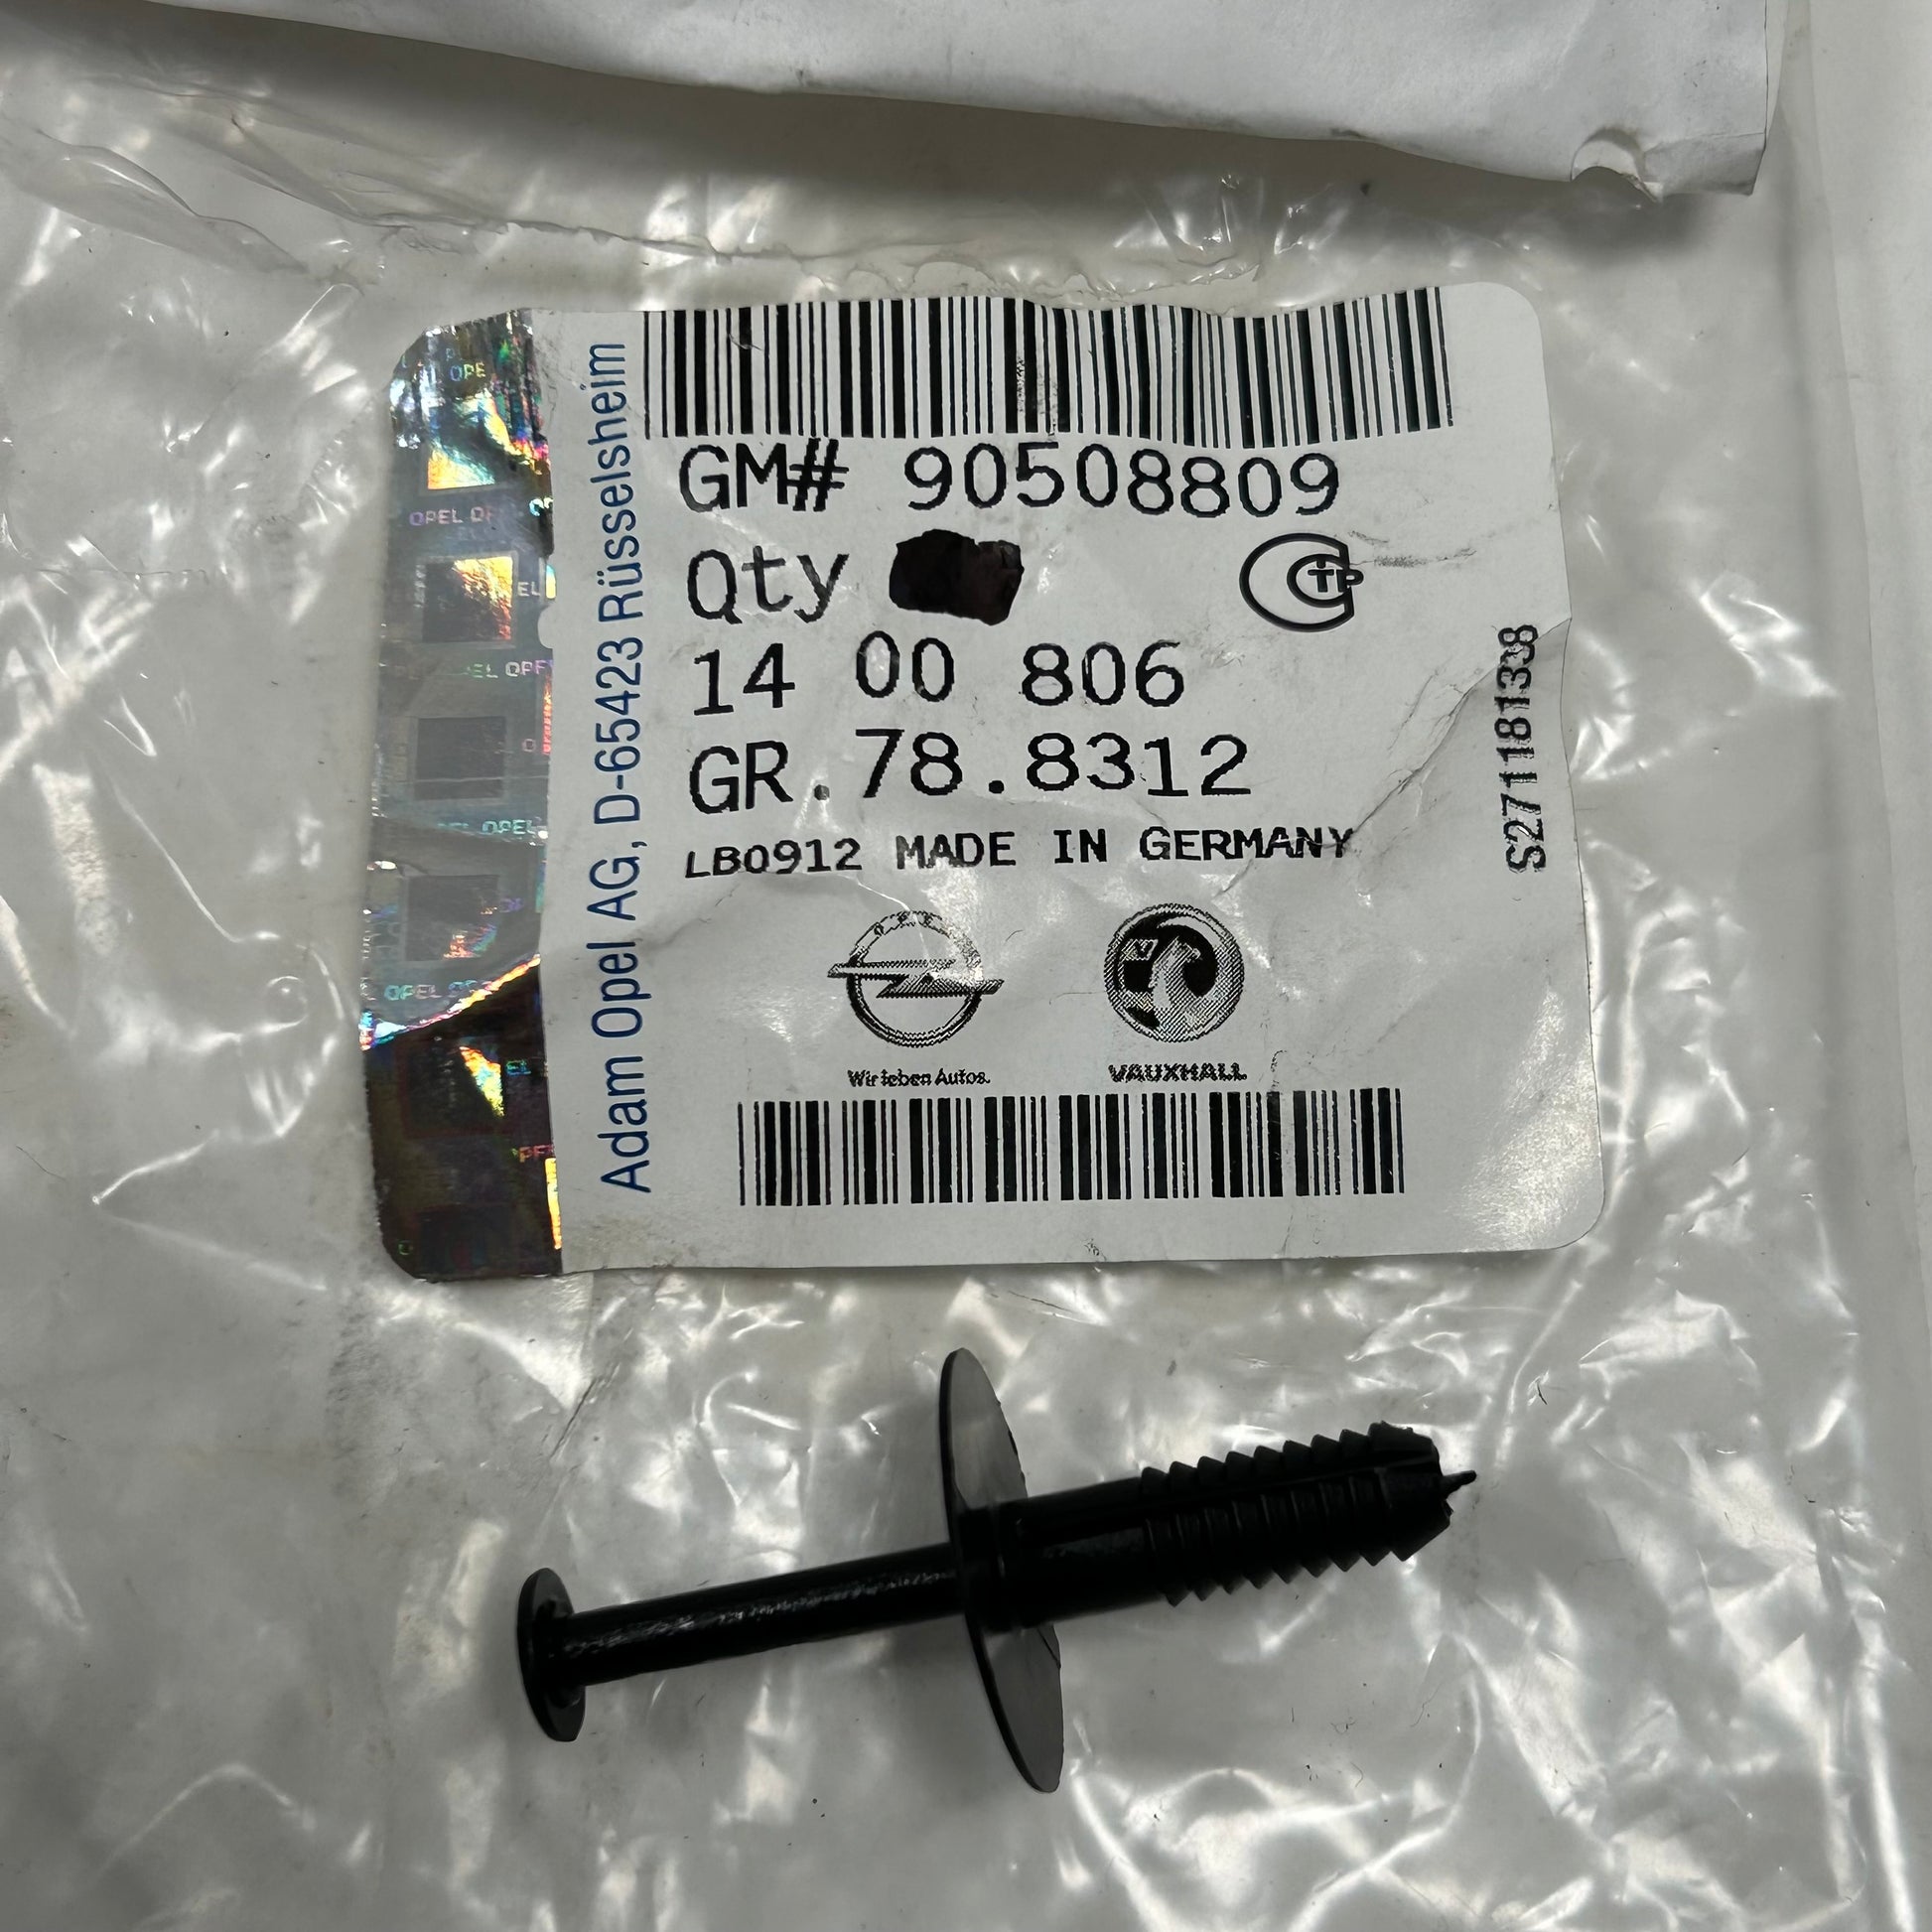 GM# 90508809
Qty
14 00 806
GR.78.8312
LB0912 MADE IN GERMANY
Wir leben Autos.
VAUXHALL
Adam Opel AG, D-65423 Rüsselsheim
S271181338
OPEL